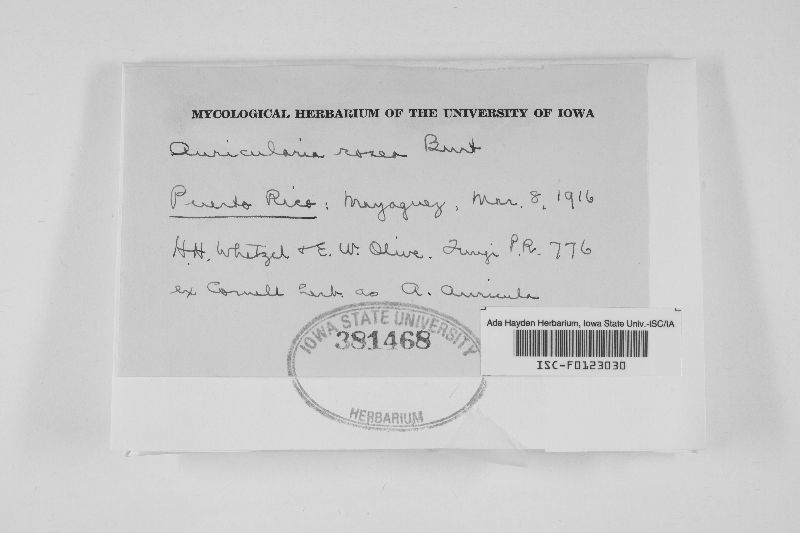 MYCOLOGICAL HERBARIUM OF THE UNIVERSITY OF IOWA
Auricularia rosea Burt
Puerto Rico: Mayaguez, Mar. 8, 1916
H.H. Whetzel & E. W. Olive. Fungi P.R. 776
ex Cornell herb. as A. auricula
IOWA STATE UNIVERSITY
381468
HERBARIUM
Ada Hayden Herbarium, Iowa State Univ.-ISC/IA
ISC-F0123030